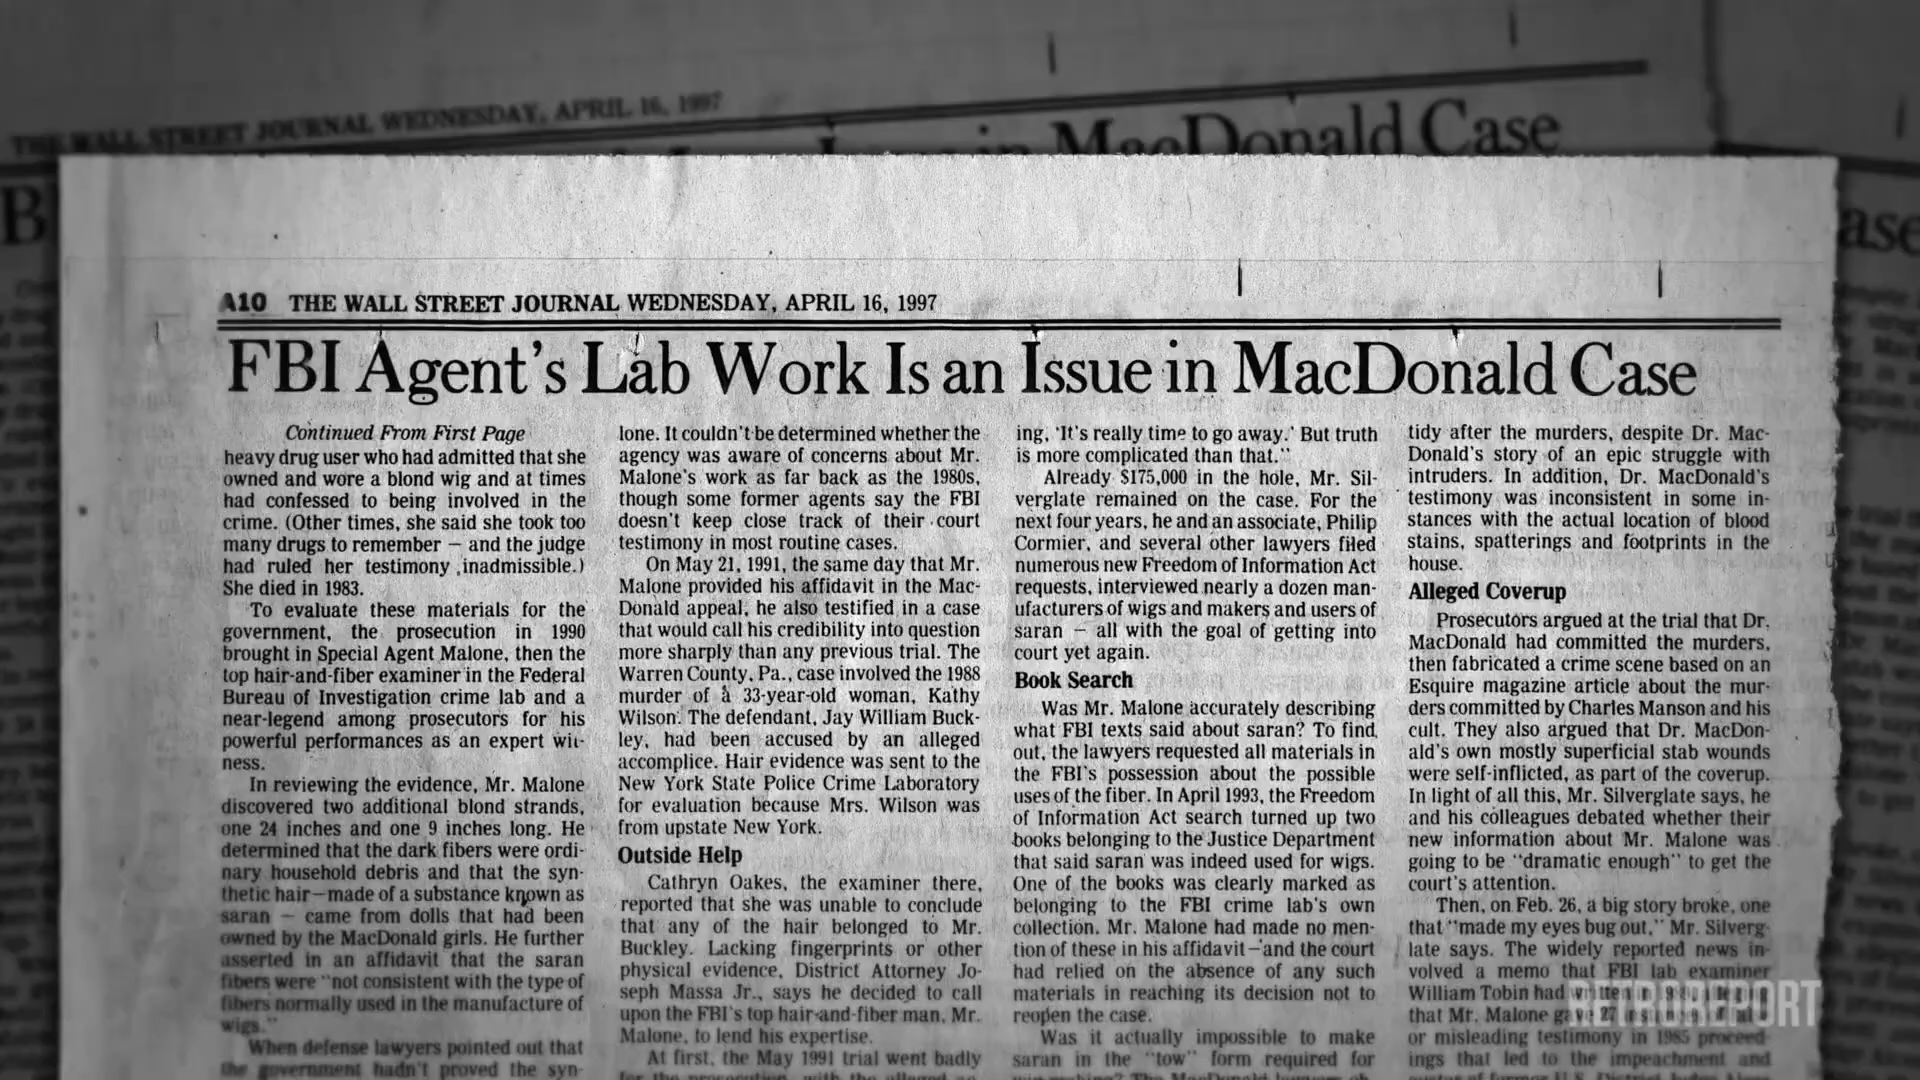 THE WALL STREET JOURNAL WEDNESDAY, APRIL 16, 1997
in MacDonald Case
B
ase
A10 THE WALL STREET JOURNAL WEDNESDAY, APRIL 16, 1997
FBI Agent's Lab Work Is an Issue in MacDonald Case
Continued From First Page
heavy drug user who had admitted that she
owned and wore a blond wig and at times
had confessed to being involved in the
crime. (Other times, she said she took too
many drugs to remember — and the judge
had ruled her testimony inadmissible.)
She died in 1983.
To evaluate these materials for the
government, the prosecution in 1990
brought in Special Agent Malone, then the
top hair-and-fiber examiner in the Federal
Bureau of Investigation crime lab and a
near-legend among prosecutors for his
powerful performances as an expert wit-
ness.
In reviewing the evidence, Mr. Malone
discovered two additional blond strands,
one 24 inches and one 9 inches long. He
determined that the dark fibers were ordi-
nary household debris and that the syn-
thetic hair—made of a substance known as
saran — came from dolls that had been
owned by the MacDonald girls. He further
asserted in an affidavit that the saran
fibers were "not consistent with the type of
fibers normally used in the manufacture of
wigs."
When defense lawyers pointed out that
the government hadn't proved the syn-
lone. It couldn't be determined whether the
agency was aware of concerns about Mr.
Malone's work as far back as the 1980s,
though some former agents say the FBI
doesn't keep close track of their court
testimony in most routine cases.
On May 21, 1991, the same day that Mr.
Malone provided his affidavit in the Mac-
Donald appeal, he also testified in a case
that would call his credibility into question
more sharply than any previous trial. The
Warren County, Pa., case involved the 1988
murder of a 33-year-old woman, Kathy
Wilson. The defendant, Jay William Buck-
ley, had been accused by an alleged
accomplice. Hair evidence was sent to the
New York State Police Crime Laboratory
for evaluation because Mrs. Wilson was
from upstate New York.
Outside Help
Cathryn Oakes, the examiner there,
reported that she was unable to conclude
that any of the hair belonged to Mr.
Buckley. Lacking fingerprints or other
physical evidence, District Attorney Jo-
seph Massa Jr., says he decided to call
upon the FBI's top hair-and-fiber man, Mr.
Malone, to lend his expertise.
At first, the May 1991 trial went badly
ing, 'It's really time to go away.' But truth
is more complicated than that."
Already $175,000 in the hole, Mr. Sil-
verglate remained on the case. For the
next four years, he and an associate, Philip
Cormier, and several other lawyers filed
numerous new Freedom of Information Act
requests, interviewed nearly a dozen man-
ufacturers of wigs and makers and users of
saran — all with the goal of getting into
court yet again.
Book Search
Was Mr. Malone accurately describing
what FBI texts said about saran? To find
out, the lawyers requested all materials in
the FBI's possession about the possible
uses of the fiber. In April 1993, the Freedom
of Information Act search turned up two
books belonging to the Justice Department
that said saran was indeed used for wigs.
One of the books was clearly marked as
belonging to the FBI crime lab's own
collection. Mr. Malone had made no men-
tion of these in his affidavit—and the court
had relied on the absence of any such
materials in reaching its decision not to
reopen the case.
Was it actually impossible to make
saran in the "tow" form required for
tidy after the murders, despite Dr. Mac-
Donald's story of an epic struggle with
intruders. In addition, Dr. MacDonald's
testimony was inconsistent in some in-
stances with the actual location of blood
stains, spatterings and footprints in the
house.
Alleged Coverup
Prosecutors argued at the trial that Dr.
MacDonald had committed the murders,
then fabricated a crime scene based on an
Esquire magazine article about the mur-
ders committed by Charles Manson and his
cult. They also argued that Dr. MacDon-
ald's own mostly superficial stab wounds
were self-inflicted, as part of the coverup.
In light of all this, Mr. Silverglate says, he
and his colleagues debated whether their
new information about Mr. Malone was
going to be "dramatic enough" to get the
court's attention.
Then, on Feb. 26, a big story broke, one
that "made my eyes bug out," Mr. Silverg-
late says. The widely reported news in-
volved a memo that FBI lab examiner
William Tobin had written
that Mr. Malone gave 27
or misleading testimony in 1985 proceed-
ings that led to the impeachment and
RETRO REPORT